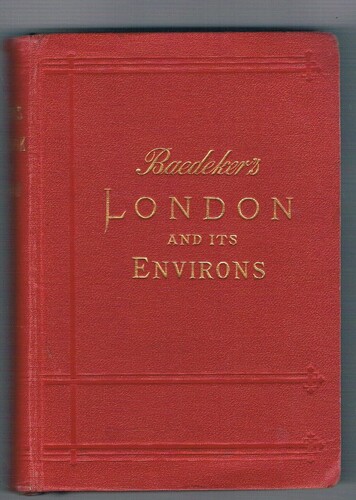 Baedeker's
LONDON
AND ITS
ENVIRONS